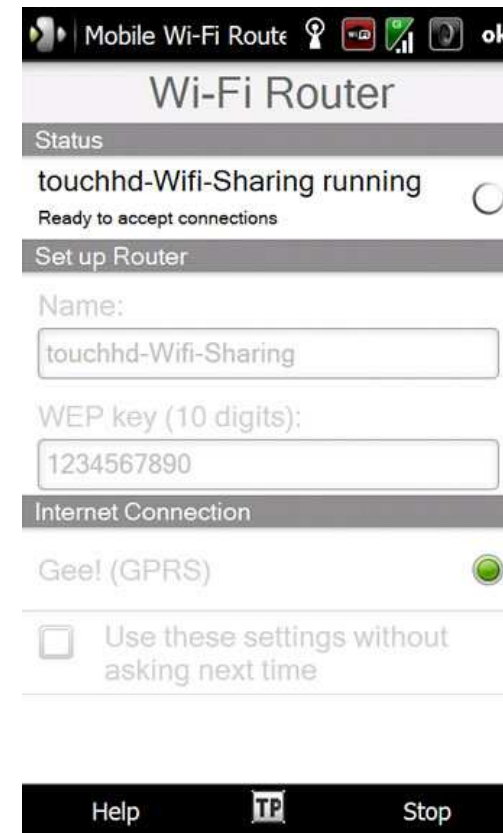 Mobile Wi-Fi Route
ok
Wi-Fi Router
Status
touchhd-Wifi-Sharing running
Ready to accept connections
Set up Router
Name:
touchhd-Wifi-Sharing
WEP key (10 digits):
1234567890
Internet Connection
Gee! (GPRS)
Use these settings without
asking next time
Help
TP
Stop